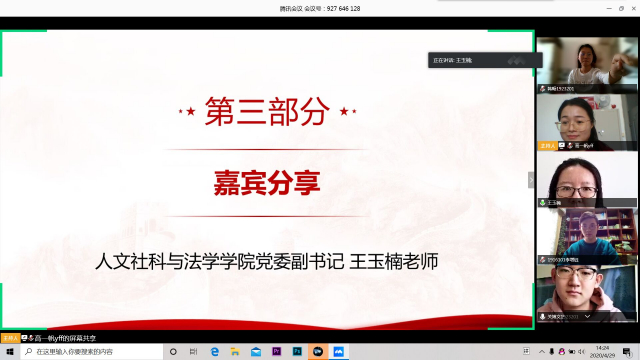 腾讯会议 会议号: 927 646 128
正在讲话: 王玉楠;
★ ★ 第三部分 ★ ★
嘉宾分享
人文社科与法学学院党委副书记 王玉楠老师
主持人 高一帆yff
王玉楠
主持人 高一帆yff的屏幕共享
在这里输入你要搜索的内容
14:24
2020/4/29